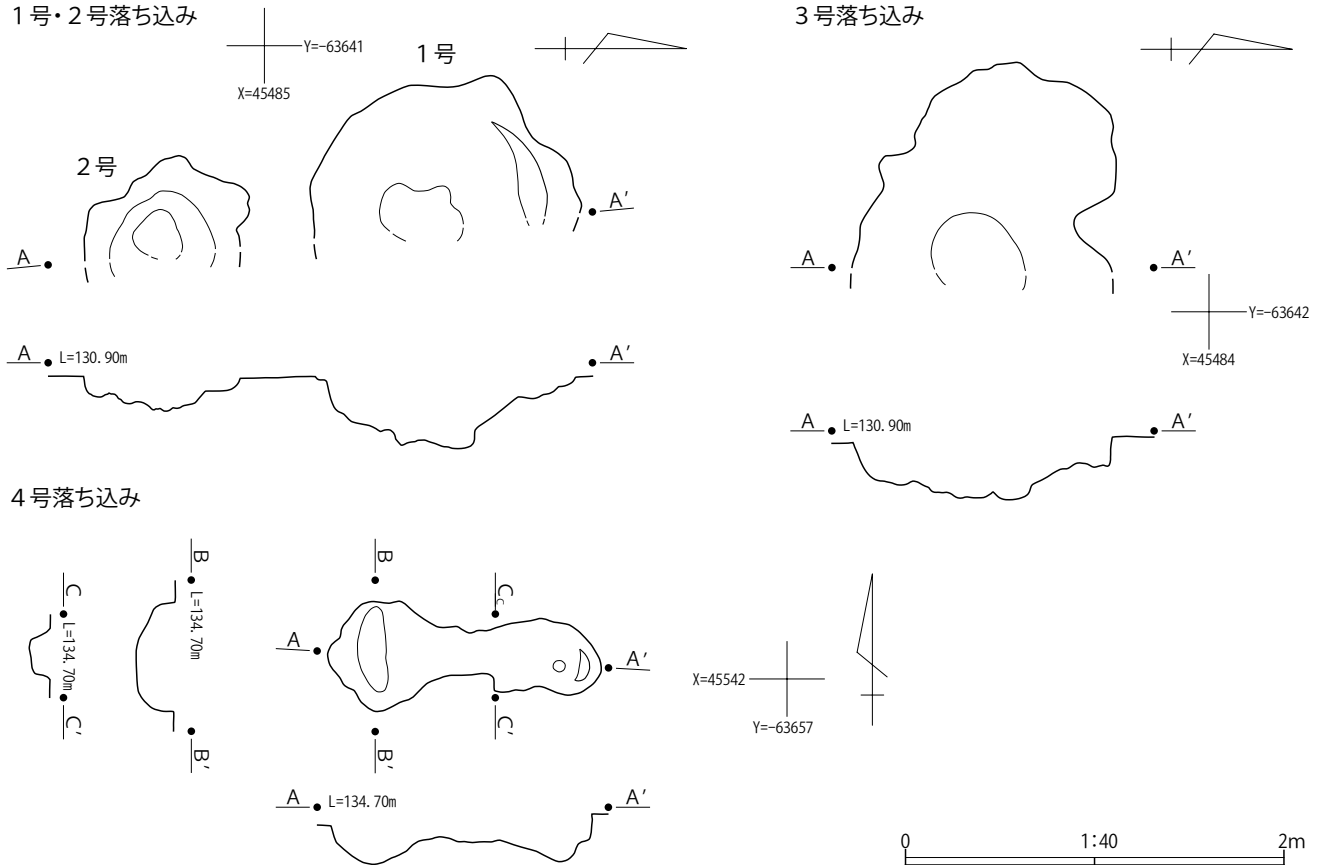 1号・2号落ち込み
Y=-63641
X=45485
1号
2号
A
A′
A
L=130.90m
A′
3号落ち込み
A
A′
Y=-63642
X=45484
A
L=130.90m
A′
4号落ち込み
C
L=134.70m
C′
B
L=134.70m
B′
B
B′
C
C
C′
A
A′
X=45542
Y=-63657
A
L=134.70m
A′
0
1:40
2m